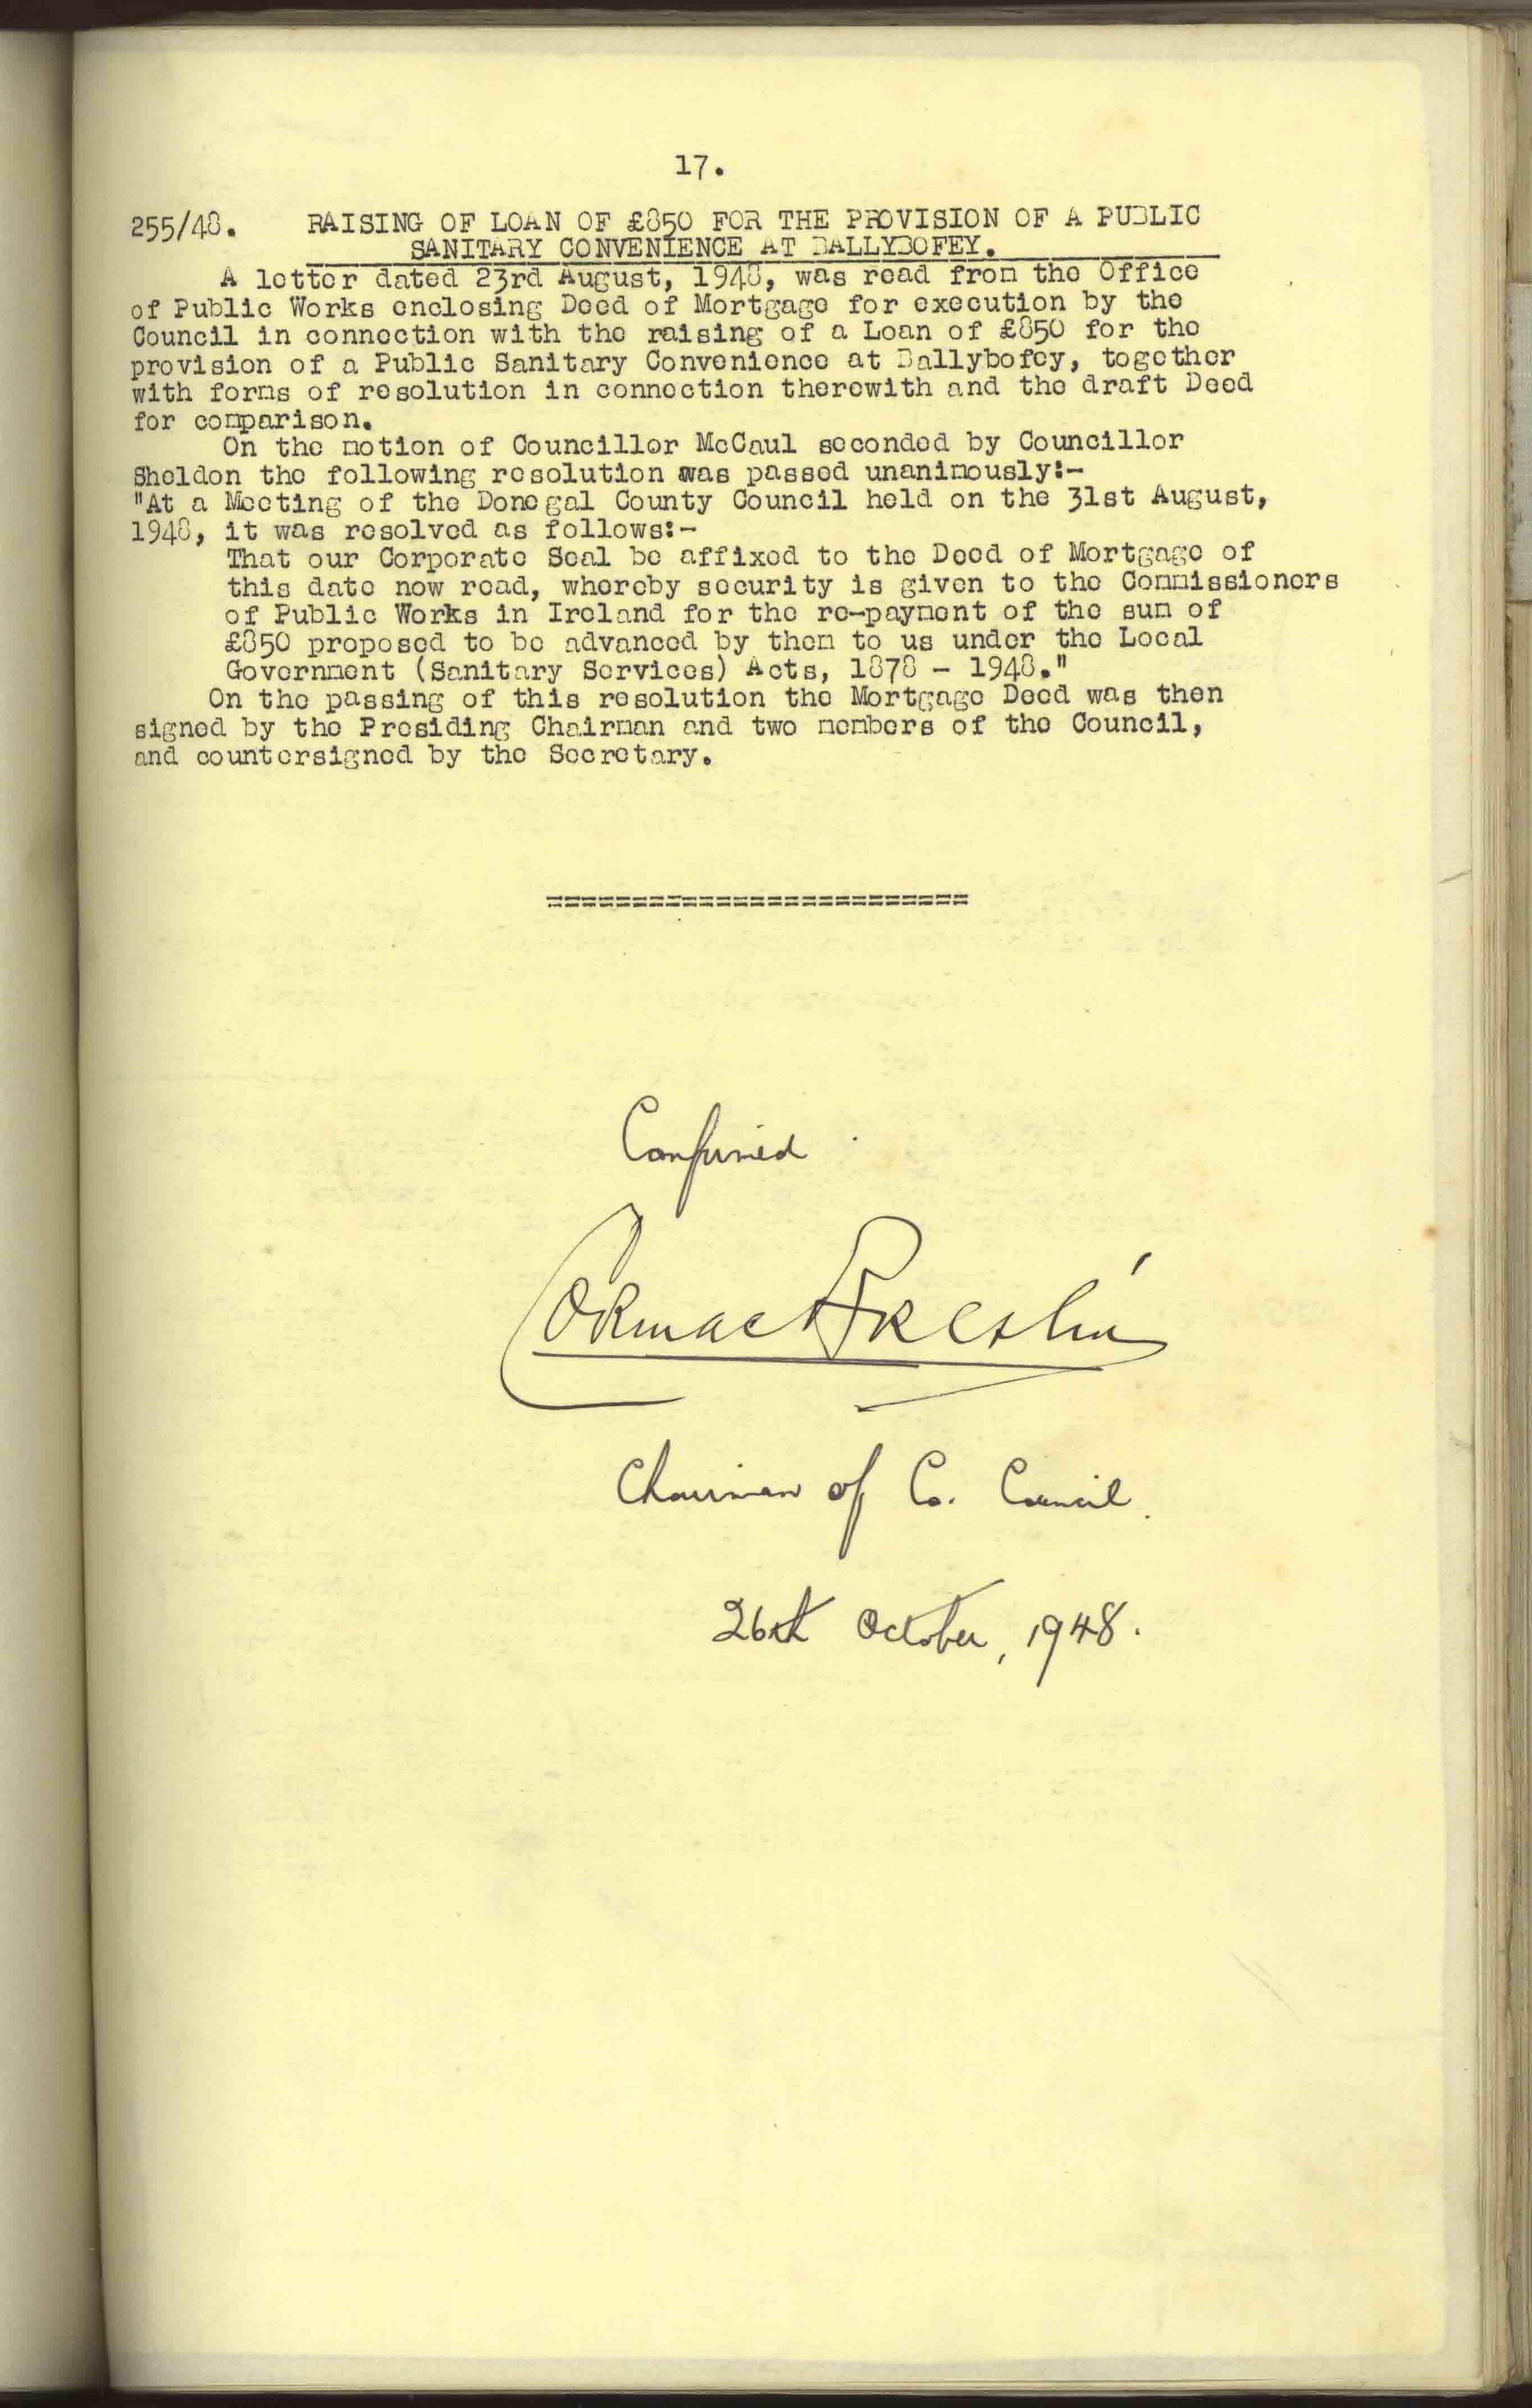 17.
255/48. RAISING OF LOAN OF £850 FOR THE PROVISION OF A PUBLIC
SANITARY CONVENIENCE AT BALLYBOFEY.
A letter dated 23rd August, 1948, was read from the Office
of Public Works enclosing Deed of Mortgage for execution by the
Council in connection with the raising of a Loan of £850 for the
provision of a Public Sanitary Convenience at Ballybofey, together
with forms of resolution in connection therewith and the draft Deed
for comparison.
On the motion of Councillor McCaul seconded by Councillor
Sheldon the following resolution was passed unanimously:-
"At a Meeting of the Donegal County Council held on the 31st August,
1948, it was resolved as follows:-
That our Corporate Seal be affixed to the Deed of Mortgage of
this date now read, whereby security is given to the Commissioners
of Public Works in Ireland for the re-payment of the sum of
£850 proposed to be advanced by them to us under the Local
Government (Sanitary Services) Acts, 1878 - 1948."
On the passing of this resolution the Mortgage Deed was then
signed by the Presiding Chairman and two members of the Council,
and countersigned by the Secretary.
=========================
Confirmed
Cormac Breslin
Chairman of Co. Council.
26th October, 1948.